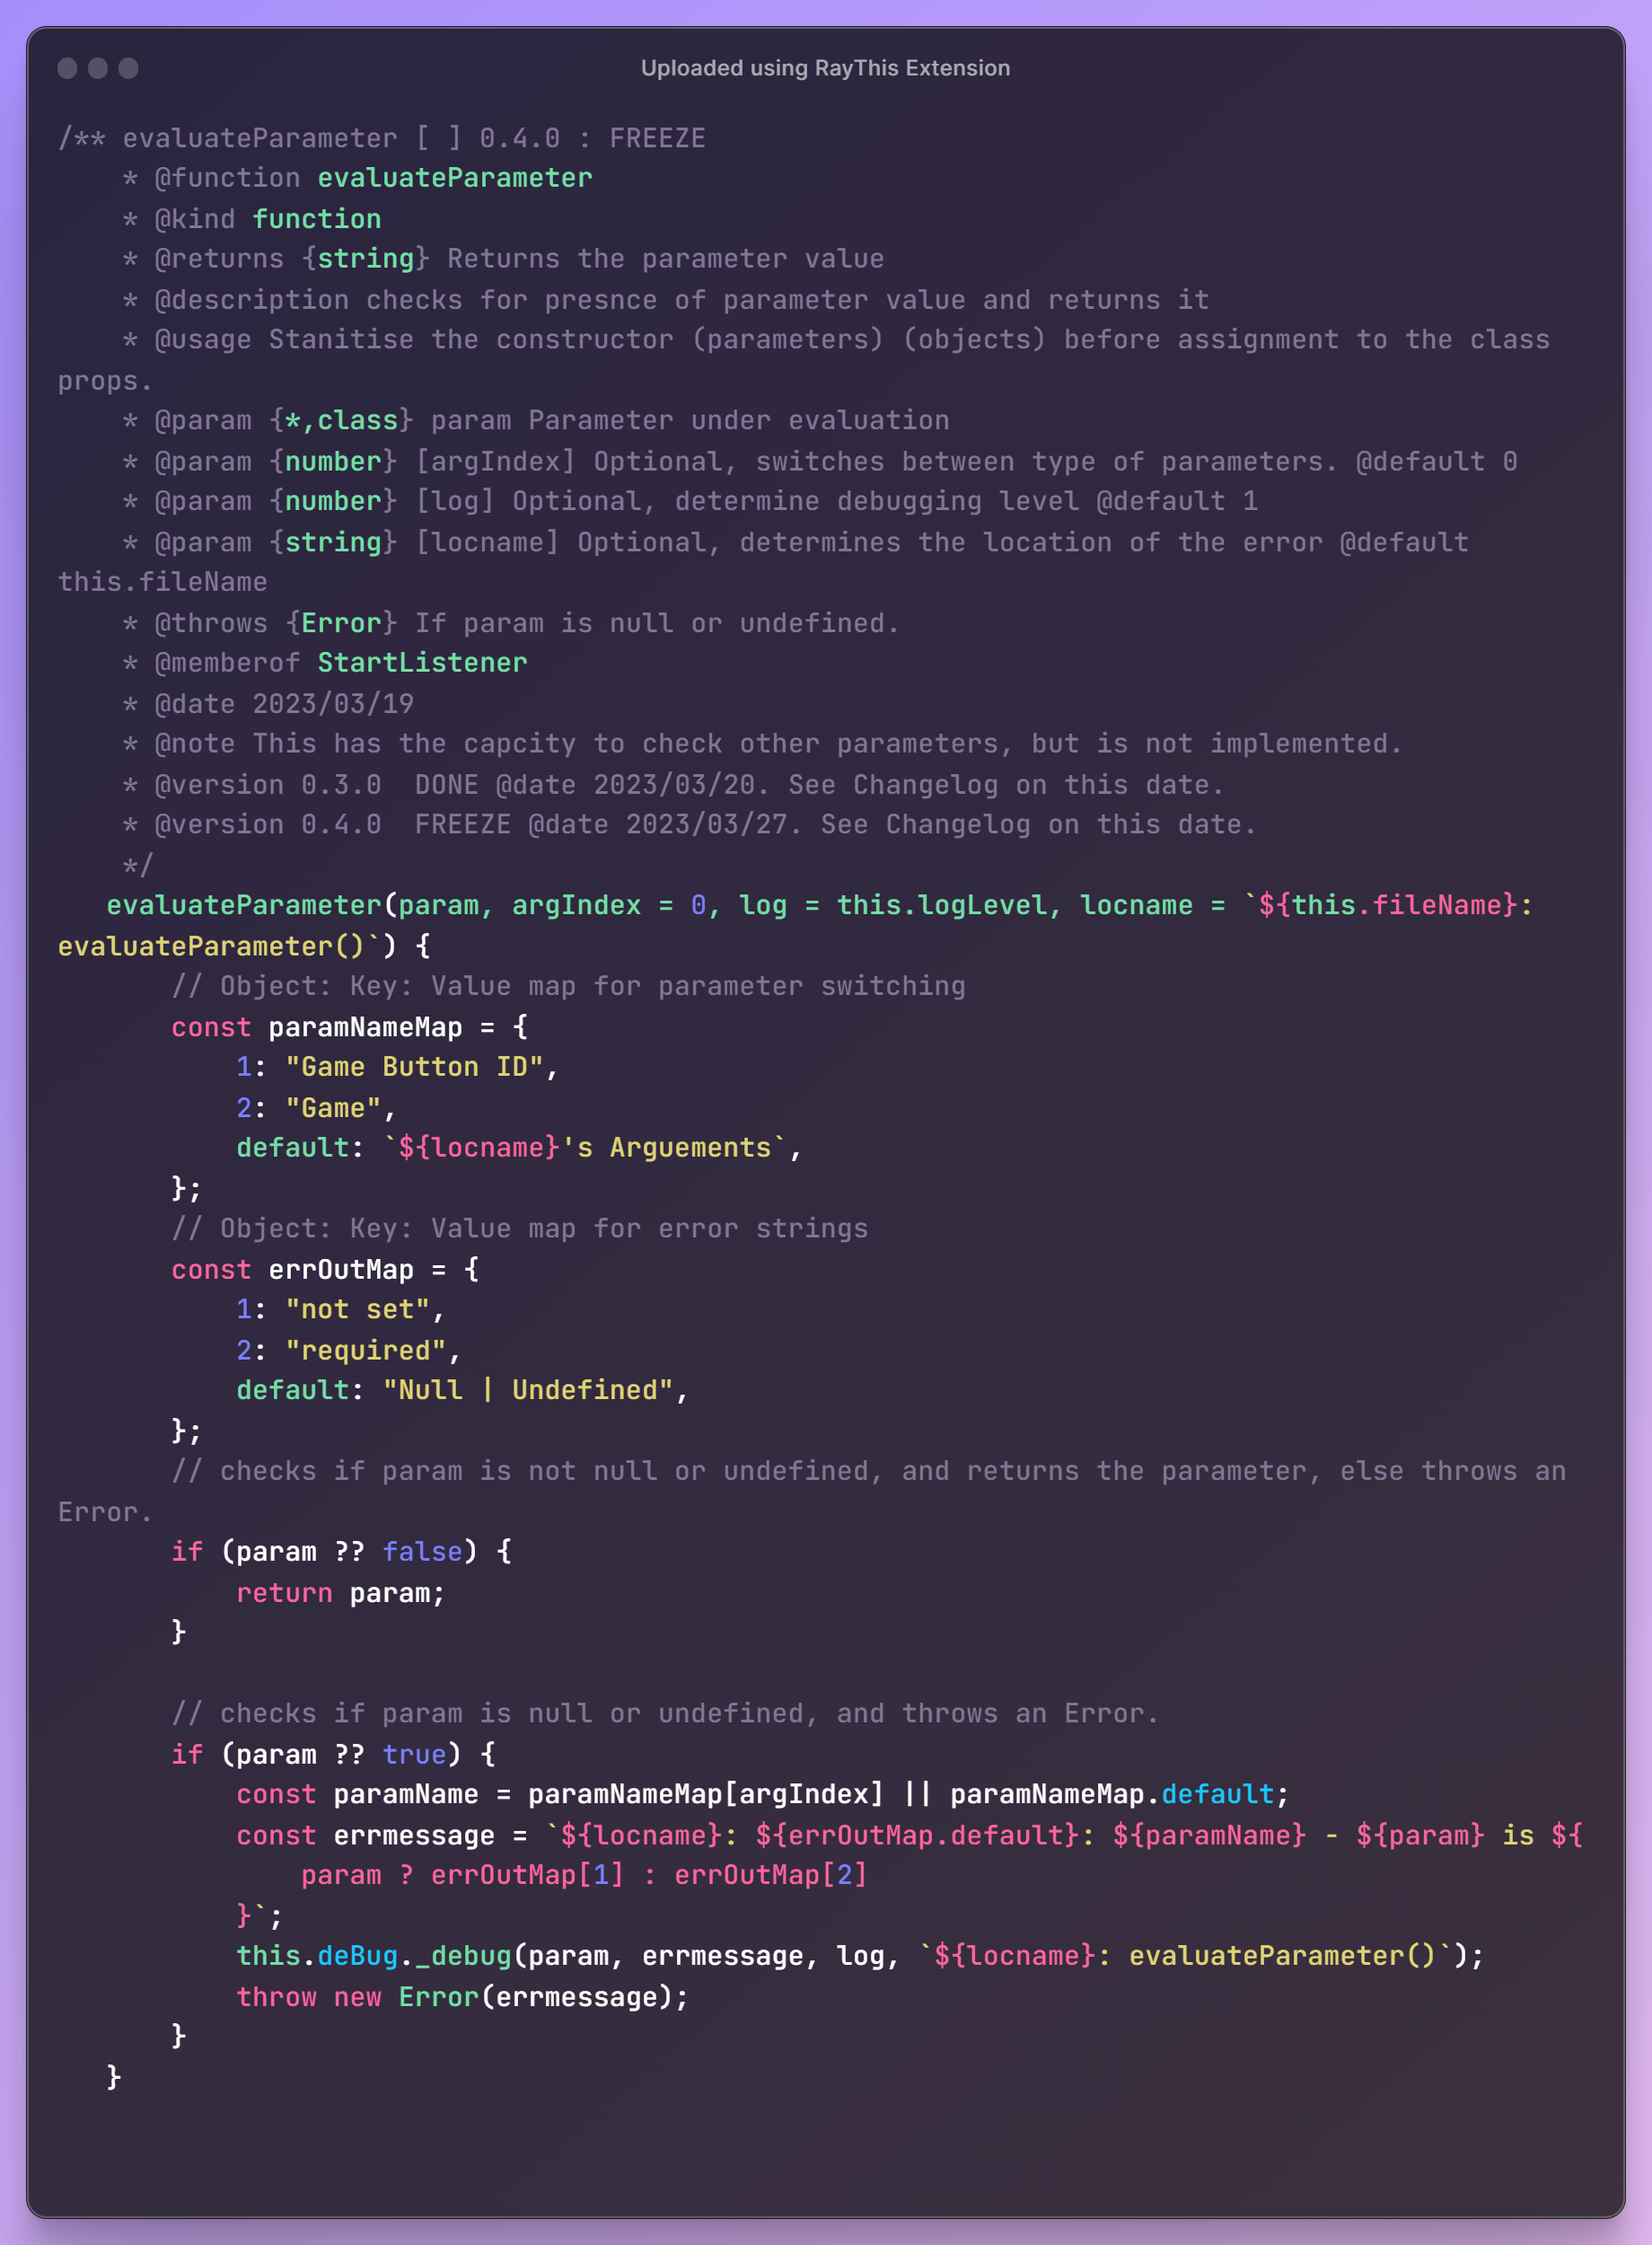 Uploaded using RayThis Extension
/** evaluateParameter [ ] 0.4.0 : FREEZE
    * @function evaluateParameter
    * @kind function
    * @returns {string} Returns the parameter value
    * @description checks for presnce of parameter value and returns it
    * @usage Stanitise the constructor (parameters) (objects) before assignment to the class
props.
    * @param {*,class} param Parameter under evaluation
    * @param {number} [argIndex] Optional, switches between type of parameters. @default 0
    * @param {number} [log] Optional, determine debugging level @default 1
    * @param {string} [locname] Optional, determines the location of the error @default
this.fileName
    * @throws {Error} If param is null or undefined.
    * @memberof StartListener
    * @date 2023/03/19
    * @note This has the capcity to check other parameters, but is not implemented.
    * @version 0.3.0  DONE @date 2023/03/20. See Changelog on this date.
    * @version 0.4.0  FREEZE @date 2023/03/27. See Changelog on this date.
    */
   evaluateParameter(param, argIndex = 0, log = this.logLevel, locname = `${this.fileName}:
evaluateParameter()`) {
       // Object: Key: Value map for parameter switching
       const paramNameMap = {
           1: "Game Button ID",
           2: "Game",
           default: `${locname}'s Arguements`,
       };
       // Object: Key: Value map for error strings
       const errOutMap = {
           1: "not set",
           2: "required",
           default: "Null | Undefined",
       };
       // checks if param is not null or undefined, and returns the parameter, else throws an
Error.
       if (param ?? false) {
           return param;
       }

       // checks if param is null or undefined, and throws an Error.
       if (param ?? true) {
           const paramName = paramNameMap[argIndex] || paramNameMap.default;
           const errmessage = `${locname}: ${errOutMap.default}: ${paramName} - ${param} is ${
               param ? errOutMap[1] : errOutMap[2]
           }`;
           this.deBug._debug(param, errmessage, log, `${locname}: evaluateParameter()`);
           throw new Error(errmessage);
       }
   }